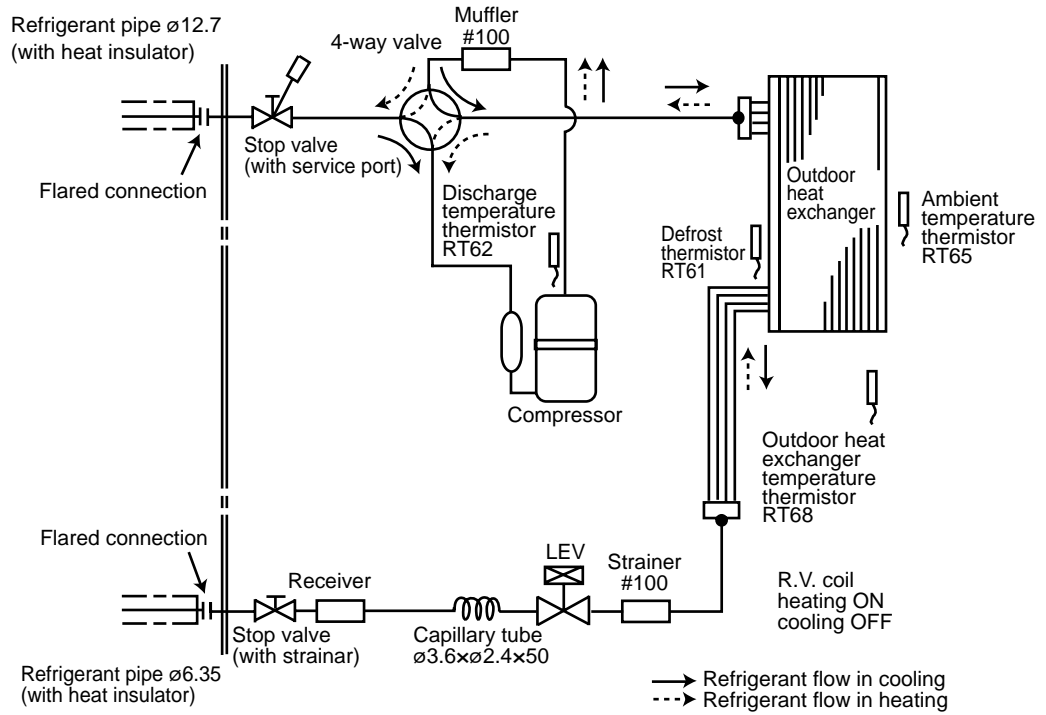 Refrigerant pipe ø12.7
(with heat insulator)
4-way valve
Muffler
#100
Stop valve
(with service port)
Flared connection
Discharge
temperature
thermistor
RT62
Outdoor
heat
exchanger
Ambient
temperature
thermistor
RT65
Defrost
thermistor
RT61
Compressor
Outdoor heat
exchanger
temperature
thermistor
RT68
Flared connection
Receiver
LEV
Strainer
#100
R.V. coil
heating ON
cooling OFF
Stop valve
(with strainar)
Capillary tube
ø3.6×ø2.4×50
Refrigerant pipe ø6.35
(with heat insulator)
Refrigerant flow in cooling
Refrigerant flow in heating